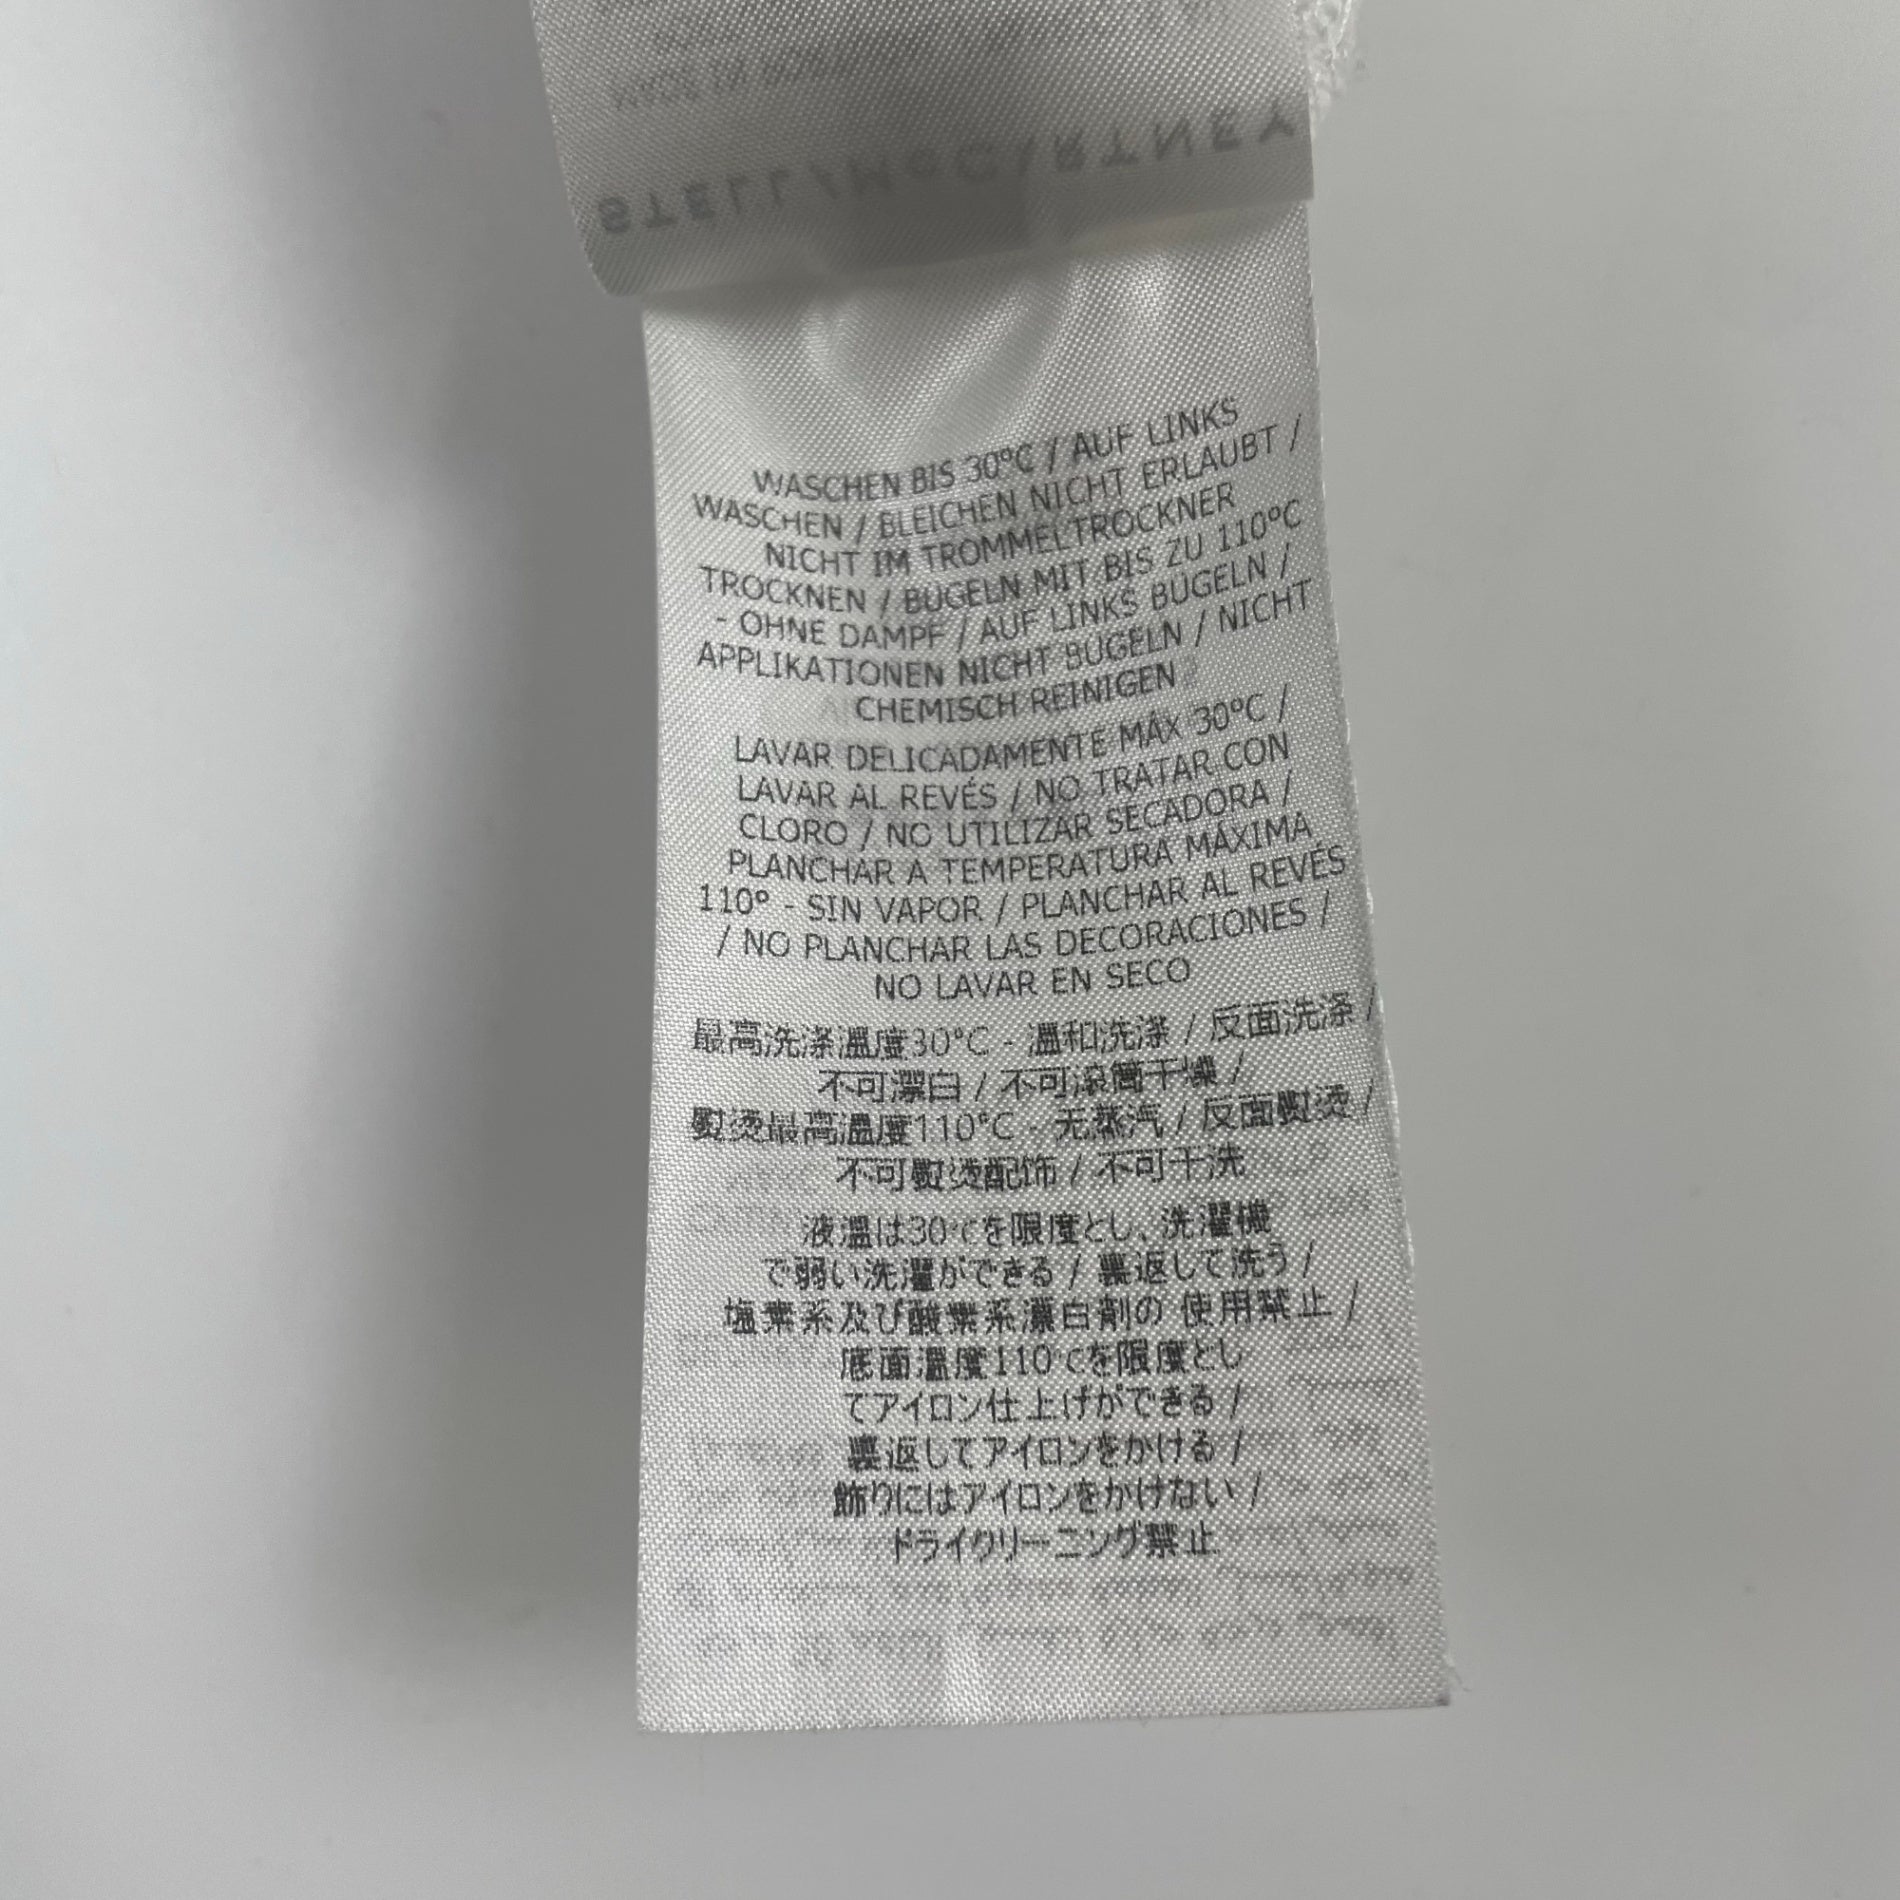 STELLA McCARTNEY
WASCHEN BIS 30°C / AUF LINKS
WASCHEN / BLEICHEN NICHT ERLAUBT /
NICHT IM TROMMELTROCKNER
TROCKNEN / BÜGELN MIT BIS ZU 110°C
- OHNE DAMPF / AUF LINKS BÜGELN /
APPLIKATIONEN NICHT BÜGELN / NICHT
CHEMISCH REINIGEN
LAVAR DELICADAMENTE MÁX 30°C /
LAVAR AL REVÉS / NO TRATAR CON
CLORO / NO UTILIZAR SECADORA /
PLANCHAR A TEMPERATURA MÁXIMA
110° - SIN VAPOR / PLANCHAR AL REVÉS
/ NO PLANCHAR LAS DECORACIONES /
NO LAVAR EN SECO
最高洗涤温度30°C - 温和洗涤 / 反面洗涤 /
不可漂白 / 不可滚筒干燥 /
熨烫最高温度110°C - 无蒸汽 / 反面熨烫 /
不可熨烫配饰 / 不可干洗
液温は30℃を限度とし、洗濯機
で弱い洗濯ができる / 裏返して洗う /
塩素系及び酸素系漂白剤の 使用禁止 /
底面温度110℃を限度とし
てアイロン仕上げができる /
裏返してアイロンをかける /
飾りにはアイロンをかけない /
ドライクリーニング禁止